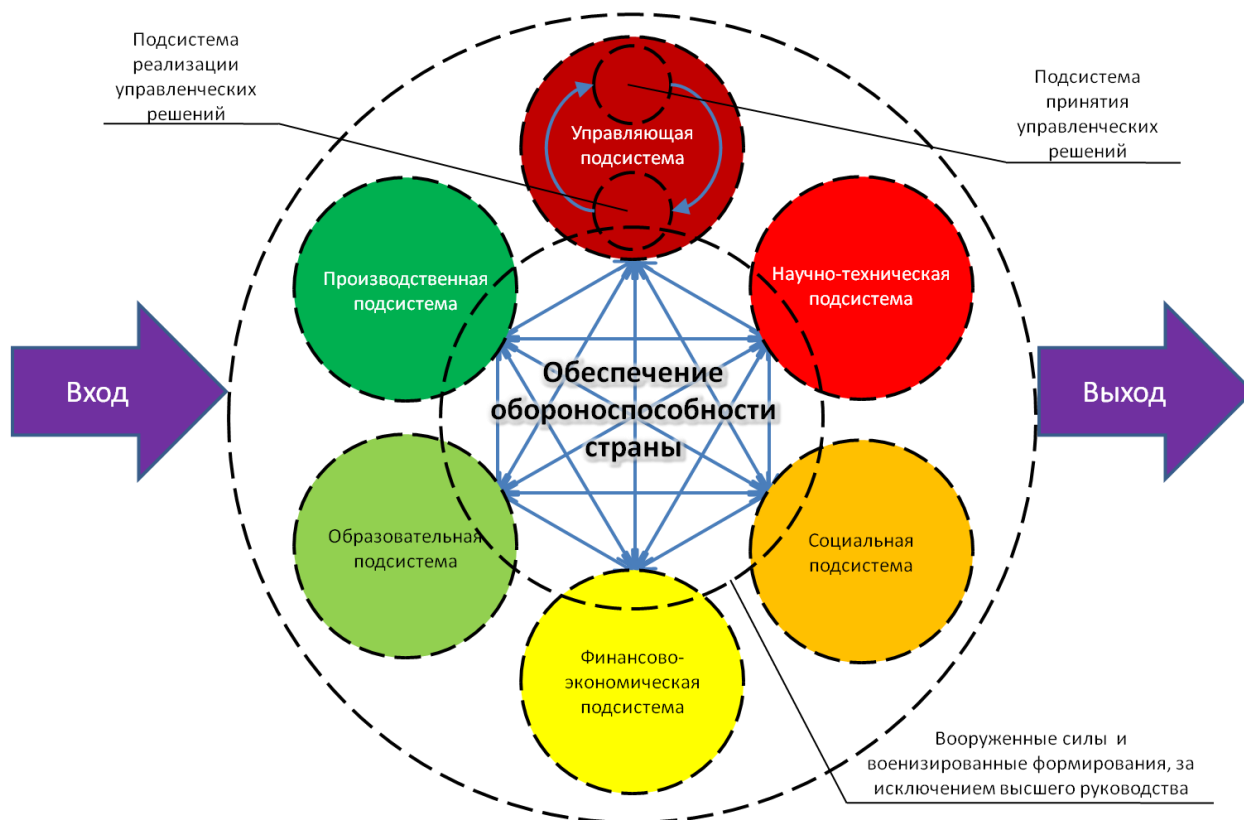 Подсистема
реализации
управленческих
решений
Подсистема
принятия
управленческих
решений
Управляющая
подсистема
Производственная
подсистема
Научно-техническая
подсистема
Вход
Обеспечение
обороноспособности
страны
Выход
Образовательная
подсистема
Социальная
подсистема
Финансово-
экономическая
подсистема
Вооруженные силы и
военизированные формирования, за
исключением высшего руководства